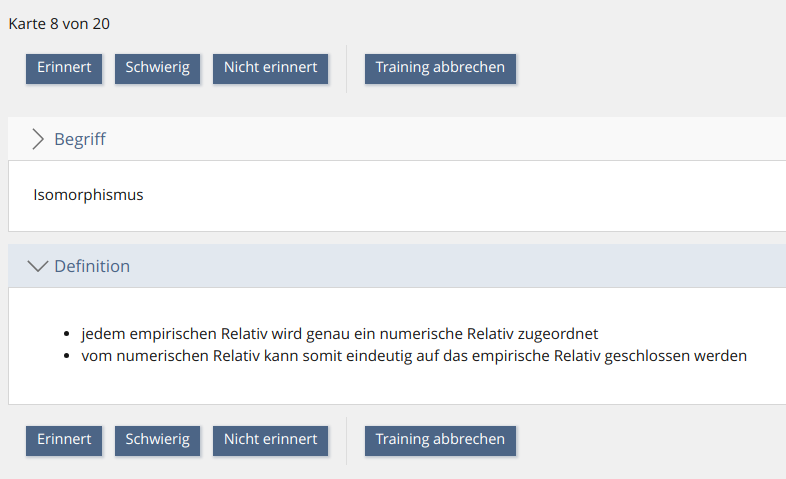 Karte 8 von 20
Erinnert Schwierig Nicht erinnert Training abbrechen
Begriff
Isomorphismus
Definition
• jedem empirischen Relativ wird genau ein numerische Relativ zugeordnet
• vom numerischen Relativ kann somit eindeutig auf das empirische Relativ geschlossen werden
Erinnert Schwierig Nicht erinnert Training abbrechen